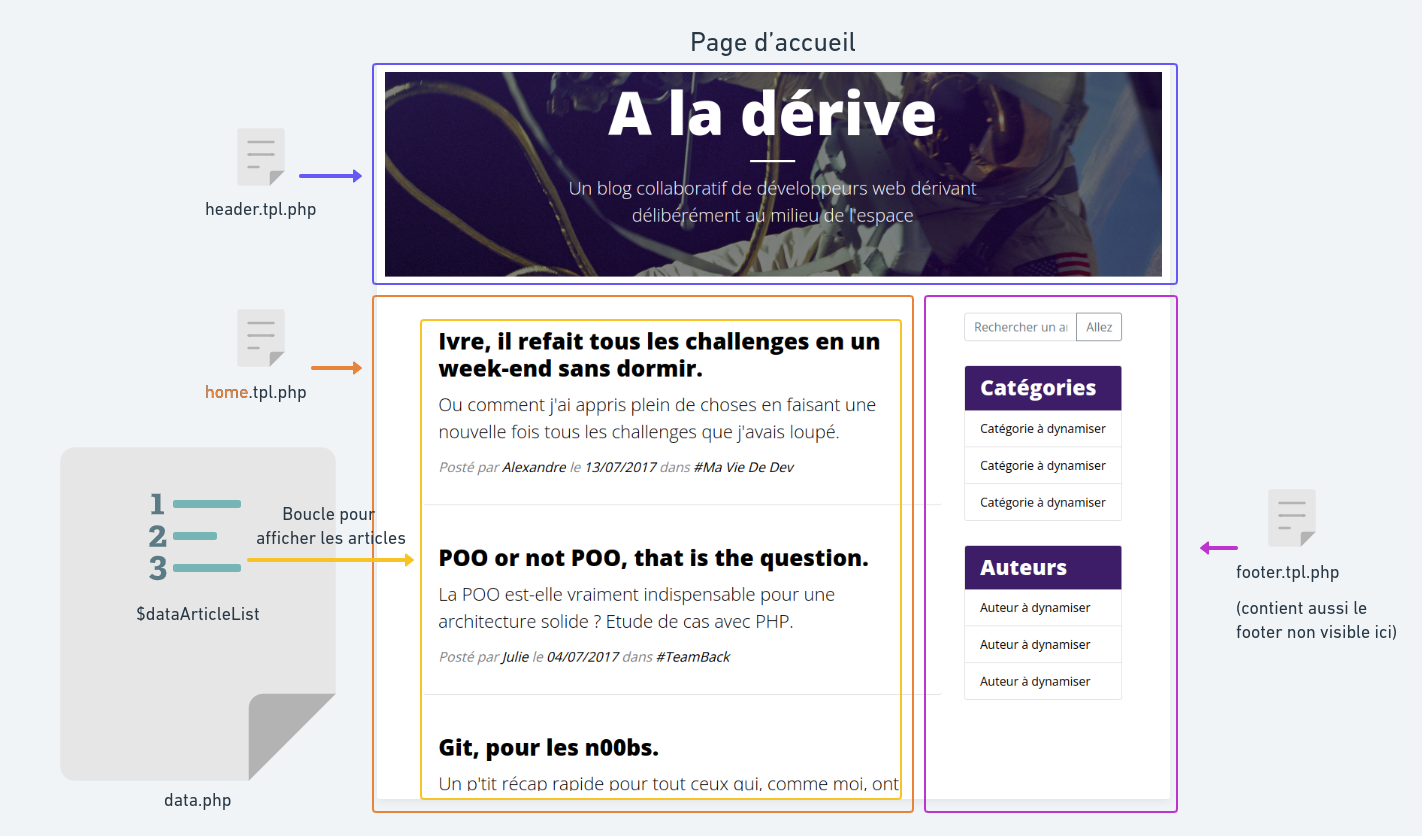 Page d'accueil
A la dérive
Un blog collaboratif de développeurs web dérivant
délibérément au milieu de l'espace
header.tpl.php
home.tpl.php
1
2
3
$dataArticleList
data.php
Boucle pour
afficher les articles
Ivre, il refait tous les challenges en un
week-end sans dormir.
Ou comment j'ai appris plein de choses en faisant une
nouvelle fois tous les challenges que j'avais loupé.
Posté par Alexandre le 13/07/2017 dans #Ma Vie De Dev
POO or not POO, that is the question.
La POO est-elle vraiment indispensable pour une
architecture solide ? Etude de cas avec PHP.
Posté par Julie le 04/07/2017 dans #TeamBack
Git, pour les n00bs.
Un p'tit récap rapide pour tout ceux qui, comme moi, ont
Rechercher un ar
Allez
Catégories
Catégorie à dynamiser
Catégorie à dynamiser
Catégorie à dynamiser
Auteurs
Auteur à dynamiser
Auteur à dynamiser
Auteur à dynamiser
footer.tpl.php
(contient aussi le
footer non visible ici)